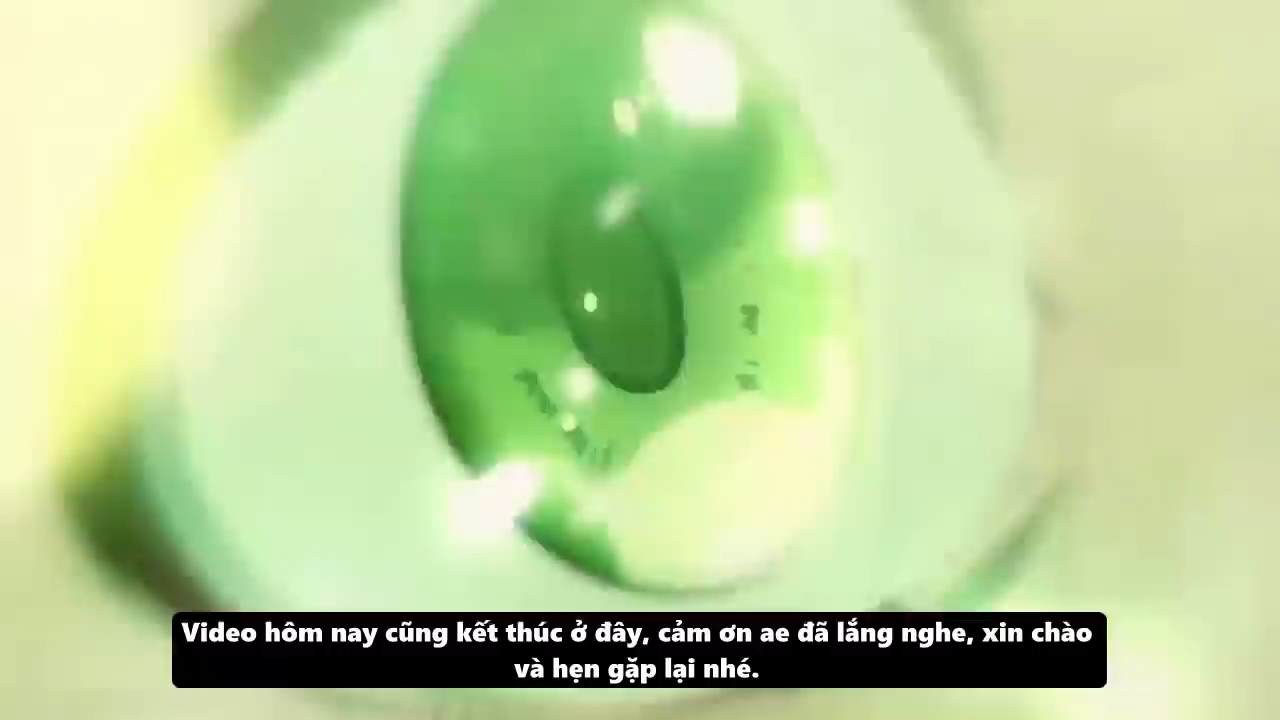 Video hôm nay cũng kết thúc ở đây, cảm ơn ae đã lắng nghe, xin chào
và hẹn gặp lại nhé.